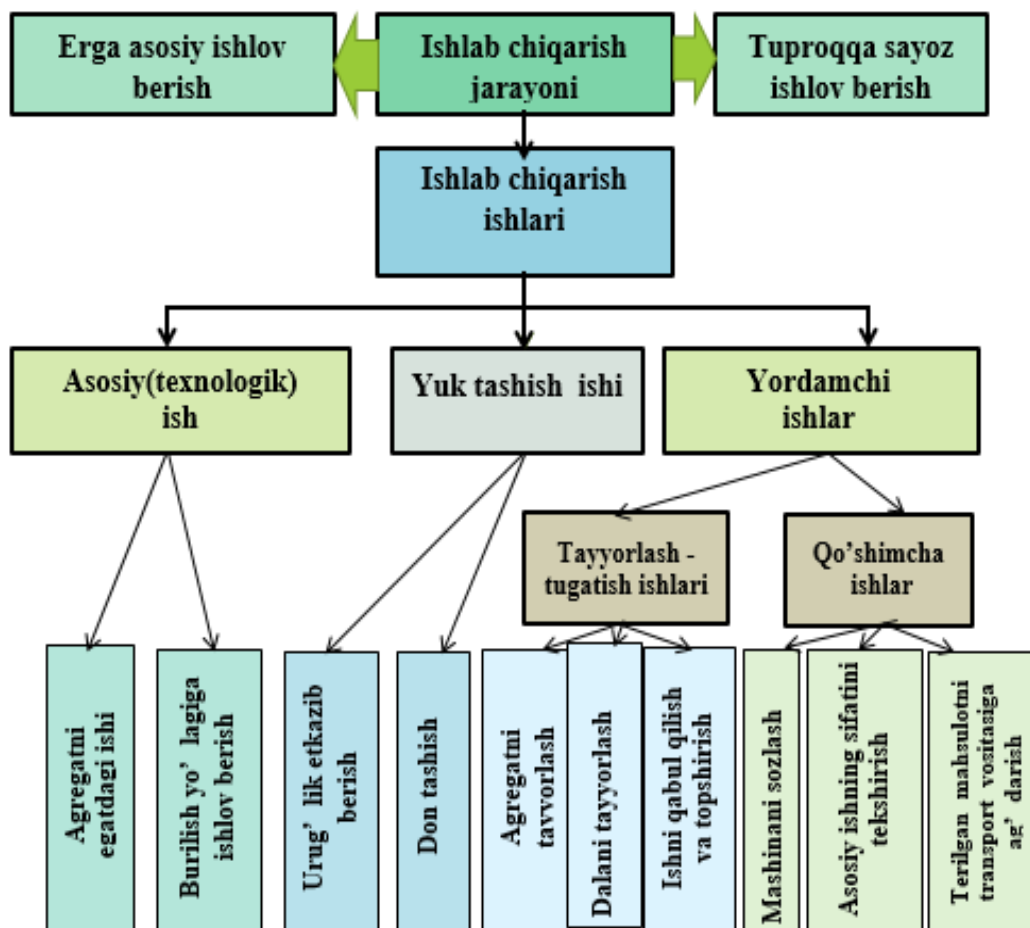 Erga asosiy ishlov
berish
Ishlab chiqarish
jarayoni
Tuproqqa sayoz
ishlov berish
Ishlab chiqarish
ishlari
Asosiy(texnologik)
ish
Yuk tashish ishi
Yordamchi
ishlar
Tayyorlash -
tugatish ishlari
Qo’shimcha
ishlar
Agregatni
egatdagi ishi
Burilish yo’ lagiga
ishlov berish
Urug’ lik etkazib
berish
Don tashish
Agregatni
tavvorlash
Dalani tayyorlash
Ishni qabul qilish
va topshirish
Mashinani sozlash
Asosiy ishning sifatini
tekshirish
Terilgan mahsulotni
transport vositasiga
ag’ darish